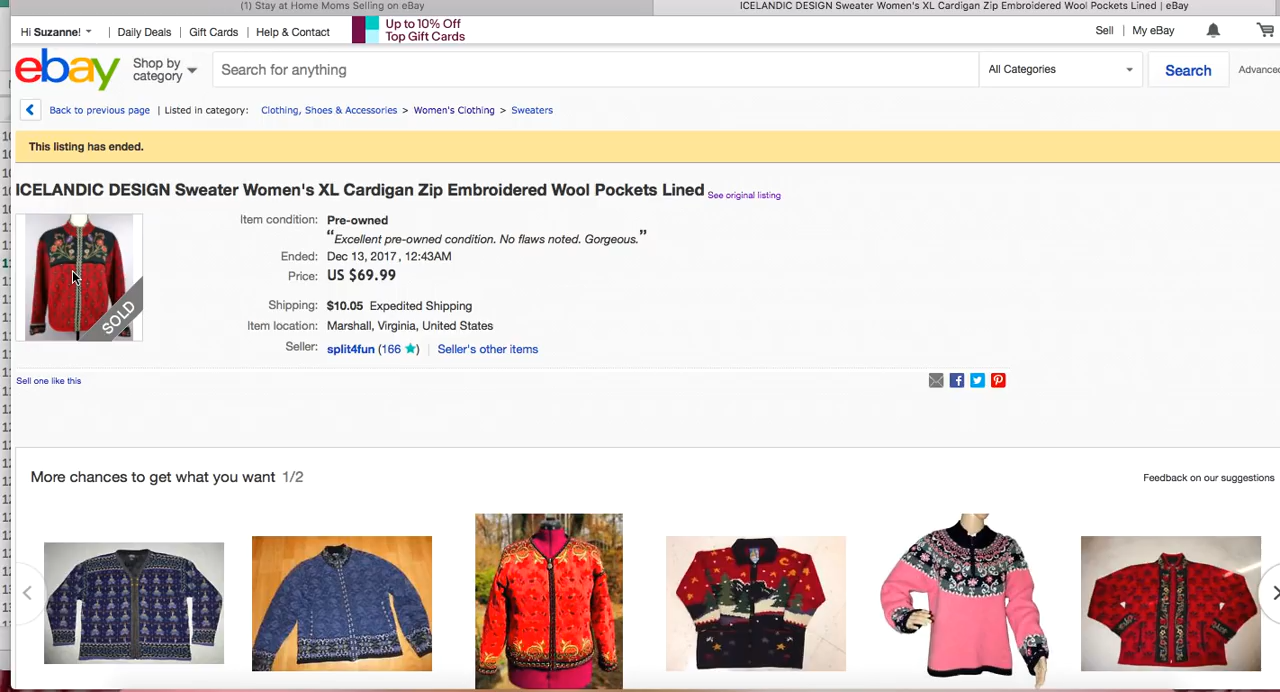 (1) Stay at Home Moms Selling on eBay
ICELANDIC DESIGN Sweater Women's XL Cardigan Zip Embroidered Wool Pockets Lined | eBay
Hi Suzanne! | Daily Deals | Gift Cards | Help & Contact
Up to 10% Off
Top Gift Cards
Sell | My eBay
ebay
Shop by
category
Search for anything
All Categories
Search
Advanced
Back to previous page | Listed in category: Clothing, Shoes & Accessories > Women's Clothing > Sweaters
This listing has ended.
ICELANDIC DESIGN Sweater Women's XL Cardigan Zip Embroidered Wool Pockets Lined See original listing
SOLD
Item condition: Pre-owned
“Excellent pre-owned condition. No flaws noted. Gorgeous.”
Ended: Dec 13, 2017 , 12:43AM
Price: US $69.99
Shipping: $10.05 Expedited Shipping
Item location: Marshall, Virginia, United States
Seller: split4fun (166 ★) | Seller's other items
Sell one like this
More chances to get what you want 1/2
Feedback on our suggestions